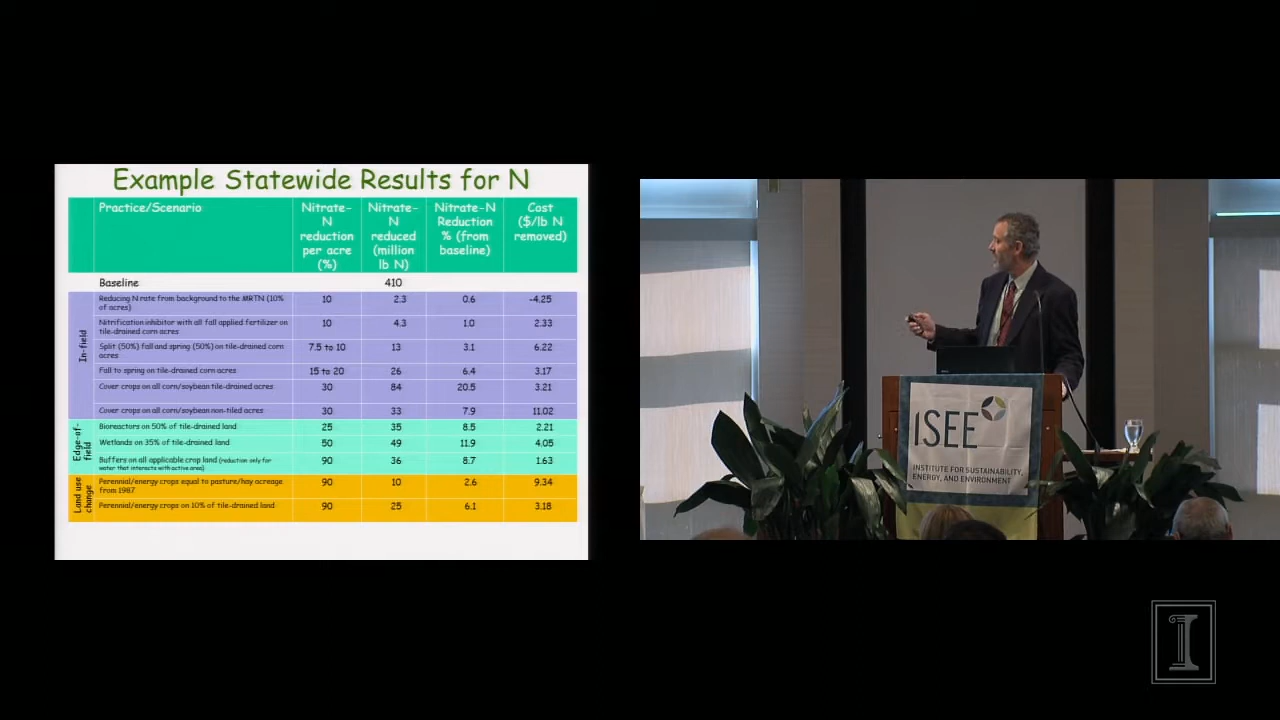 Example Statewide Results for N
Practice/Scenario
Nitrate-
N
reduction
per acre
(%)
Nitrate-
N
reduced
(million
lb N)
Nitrate-N
Reduction
% (from
baseline)
Cost
($/lb N
removed)
Baseline 410
In-field
Reducing N rate from background to the MRTN (10%
of acres)
10 2.3 0.6 -4.25
Nitrification inhibitor with all fall applied fertilizer on
tile-drained corn acres
10 4.3 1.0 2.33
Split (50%) fall and spring (50%) on tile-drained corn
acres
7.5 to 10 13 3.1 6.22
Fall to spring on tile-drained corn acres 15 to 20 26 6.4 3.17
Cover crops on all corn/soybean tile-drained acres 30 84 20.5 3.21
Cover crops on all corn/soybean non-tiled acres 30 33 7.9 11.02
Edge-of-
field
Bioreactors on 50% of tile-drained land 25 35 8.5 2.21
Wetlands on 35% of tile-drained land 50 49 11.9 4.05
Buffers on all applicable crop land (reduction only for
water that interacts with active area)
90 36 8.7 1.63
Land use
change
Perennial/energy crops equal to pasture/hay acreage
from 1987
90 10 2.6 9.34
Perennial/energy crops on 10% of tile-drained land 90 25 6.1 3.18
ISEE
INSTITUTE FOR SUSTAINABILITY,
ENERGY, AND ENVIRONMENT
I